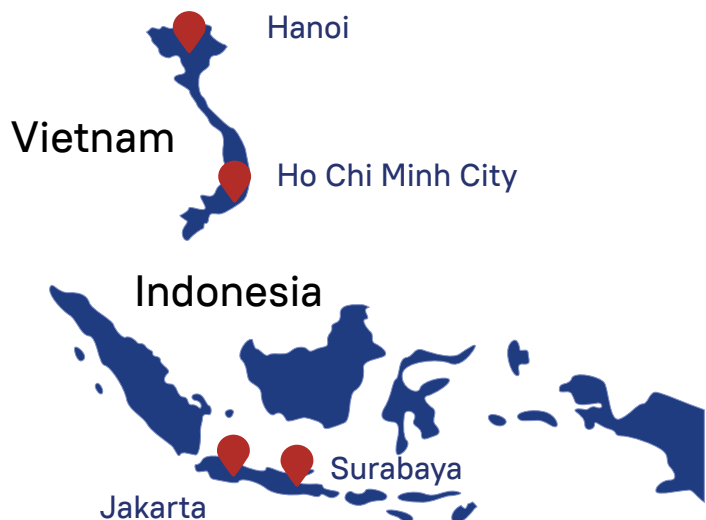 Hanoi
Vietnam
Ho Chi Minh City
Indonesia
Surabaya
Jakarta